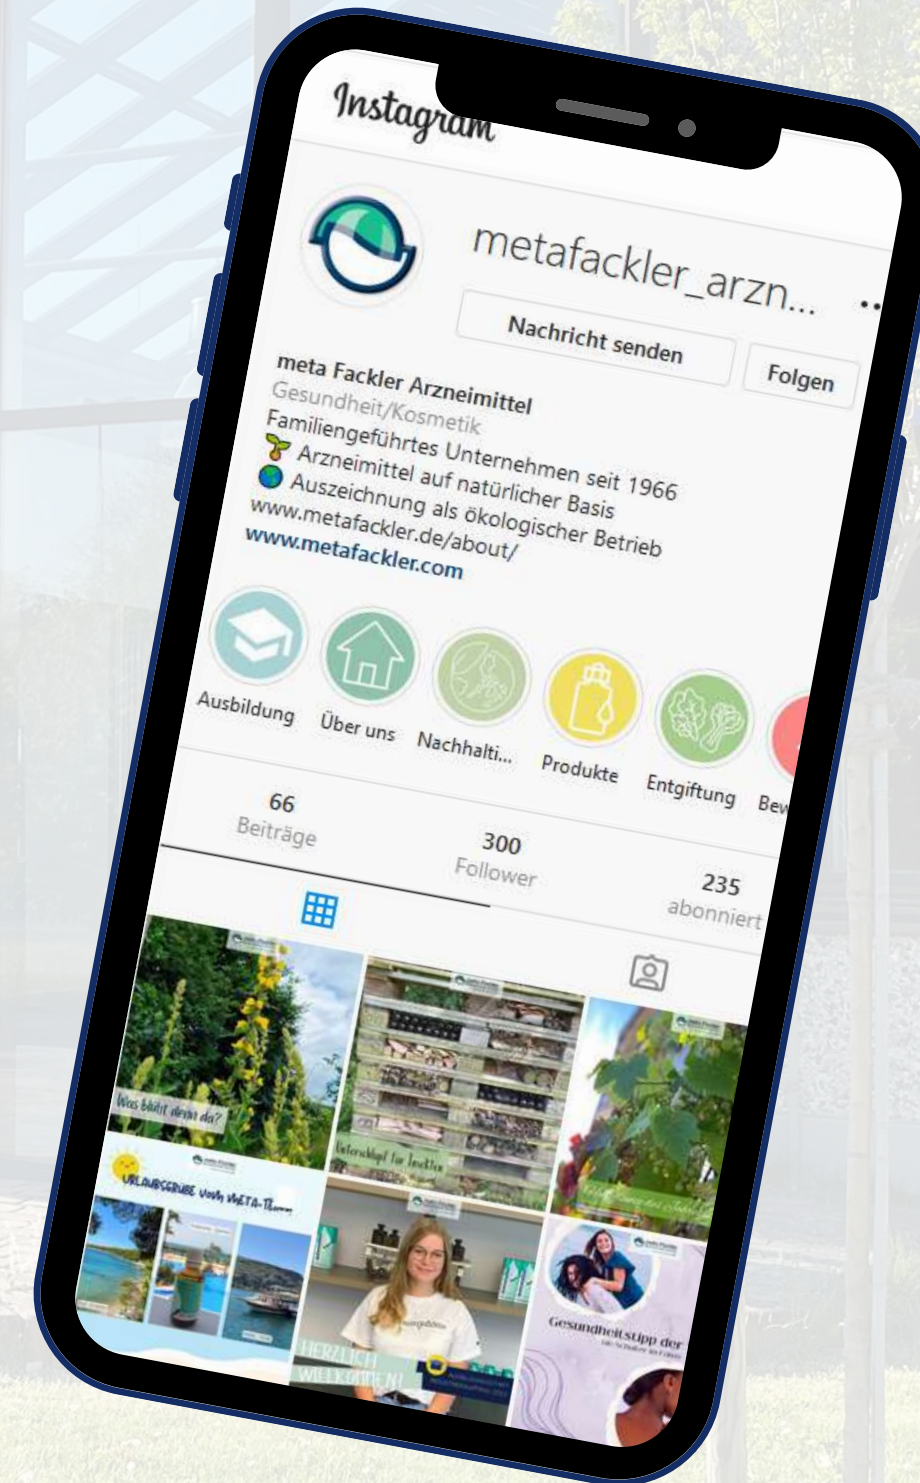 Instagram
metafackler_arzn...
Nachricht senden
Folgen
meta Fackler Arzneimittel
Gesundheit/Kosmetik
Familiengeführtes Unternehmen seit 1966
Arzneimittel auf natürlicher Basis
Auszeichnung als ökologischer Betrieb
www.metafackler.de/about/
www.metafackler.com
Ausbildung
Über uns
Nachhalti...
Produkte
Entgiftung
Bew
66
Beiträge
300
Follower
235
abonniert
Was blüht denn da?
Unterschlupf für Insekten
URLAUBSGRÜßE VOM META-
HERZLICH
WILLKOMMEN!
Gesundheitstipp der